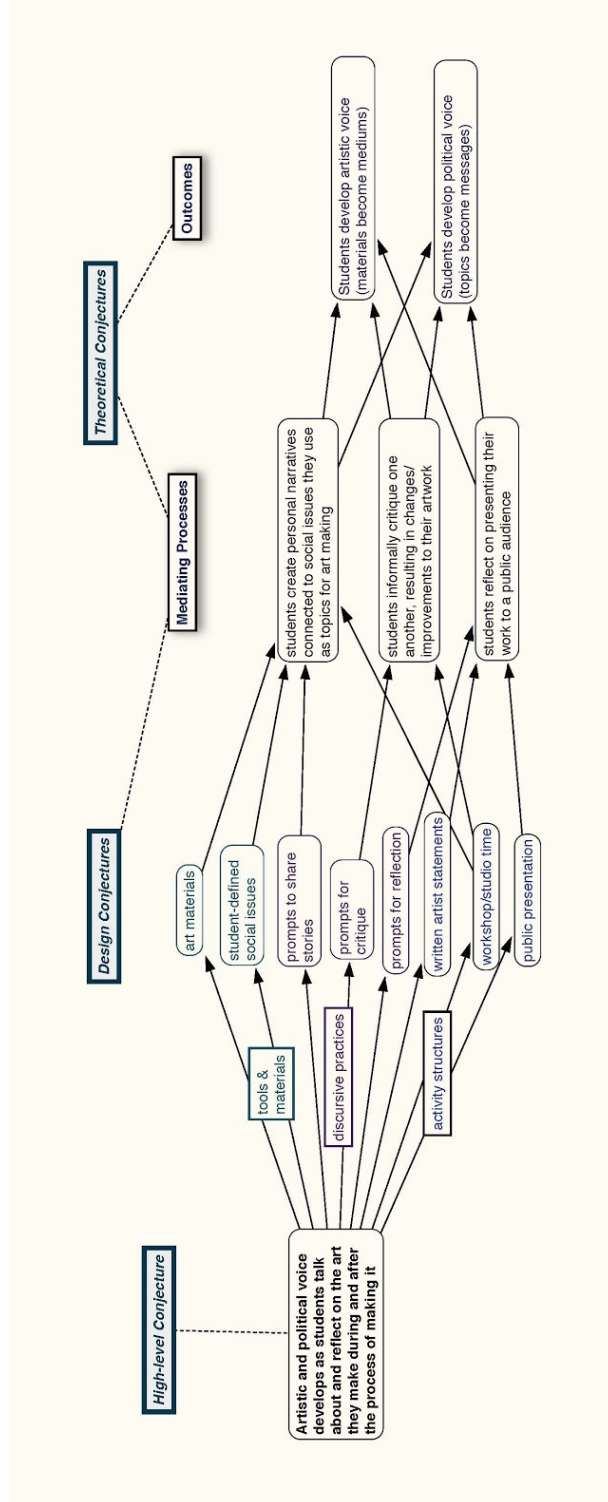 High-level Conjecture
Design Conjectures
Theoretical Conjectures
Mediating Processes
Outcomes
Artistic and political voice
develops as students talk
about and reflect on the art
they make during and after
the process of making it
tools &
materials
discursive practices
activity structures
art materials
student-defined
social issues
prompts to share
stories
prompts for
critique
prompts for reflection
written artist statements
workshop/studio time
public presentation
students create personal narratives
connected to social issues they use
as topics for art making
students informally critique one
another, resulting in changes/
improvements to their artwork
students reflect on presenting their
work to a public audience
Students develop artistic voice
(materials become mediums)
Students develop political voice
(topics become messages)